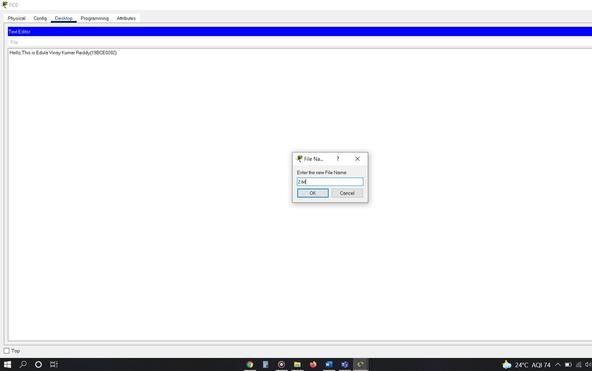 PC0
Physical Config Desktop Programming Attributes
Text Editor
File
Hello,This is Edula Vinay Kumar Reddy(19BCE0202)
File Na... ?
Enter the new File Name
2.txt
OK Cancel
Top
24°C AQI 74